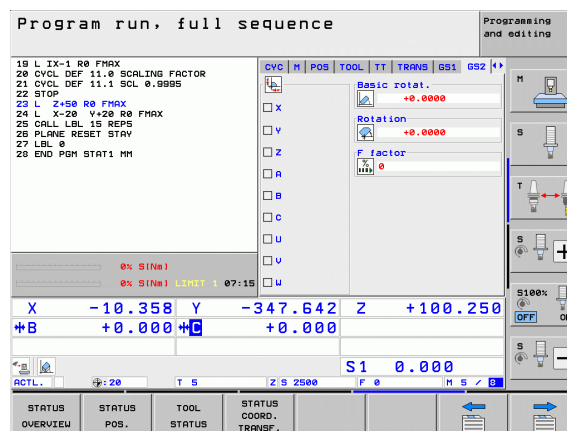 Program run, full sequence
Programming
and editing
19 L IX-1 R0 FMAX
20 CYCL DEF 11.0 SCALING FACTOR
21 CYCL DEF 11.1 SCL 0.9995
22 STOP
23 L Z+50 R0 FMAX
24 L X-20 Y+20 R0 FMAX
25 CALL LBL 15 REP5
26 PLANE RESET STAY
27 LBL 0
28 END PGM STAT1 MM
0% S(Nm)
0% S(Nm) LIMIT 1 07:15
CYC M POS TOOL TT TRANS GS1 GS2
X
Y
Z
A
B
C
U
V
W
Basic rotat.
+0.0000
Rotation
+0.0000
F factor
%
0
X -10.358 Y -347.642 Z +100.250
B +0.000 C +0.000
S1 0.000
ACTL. : 20 T 5 Z S 2500 F 0 M 5 / 8
M
S
T
S
S100%
OFF
S
STATUS
OVERVIEW
STATUS
POS.
TOOL
STATUS
STATUS
COORD.
TRANSF.